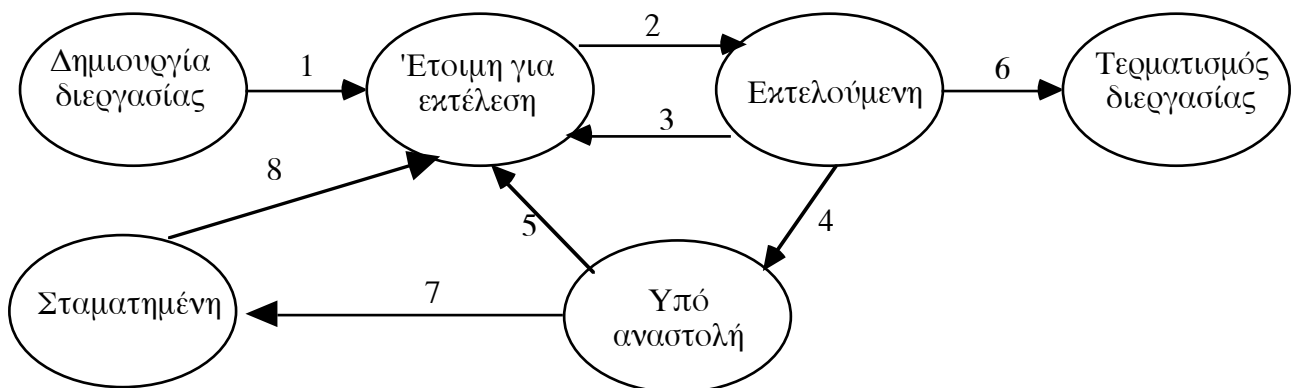 Δημιουργία
διεργασίας
1
Έτοιμη για
εκτέλεση
2
3
Εκτελούμενη
6
Τερματισμός
διεργασίας
8
5
4
Σταματημένη
7
Υπό
αναστολή